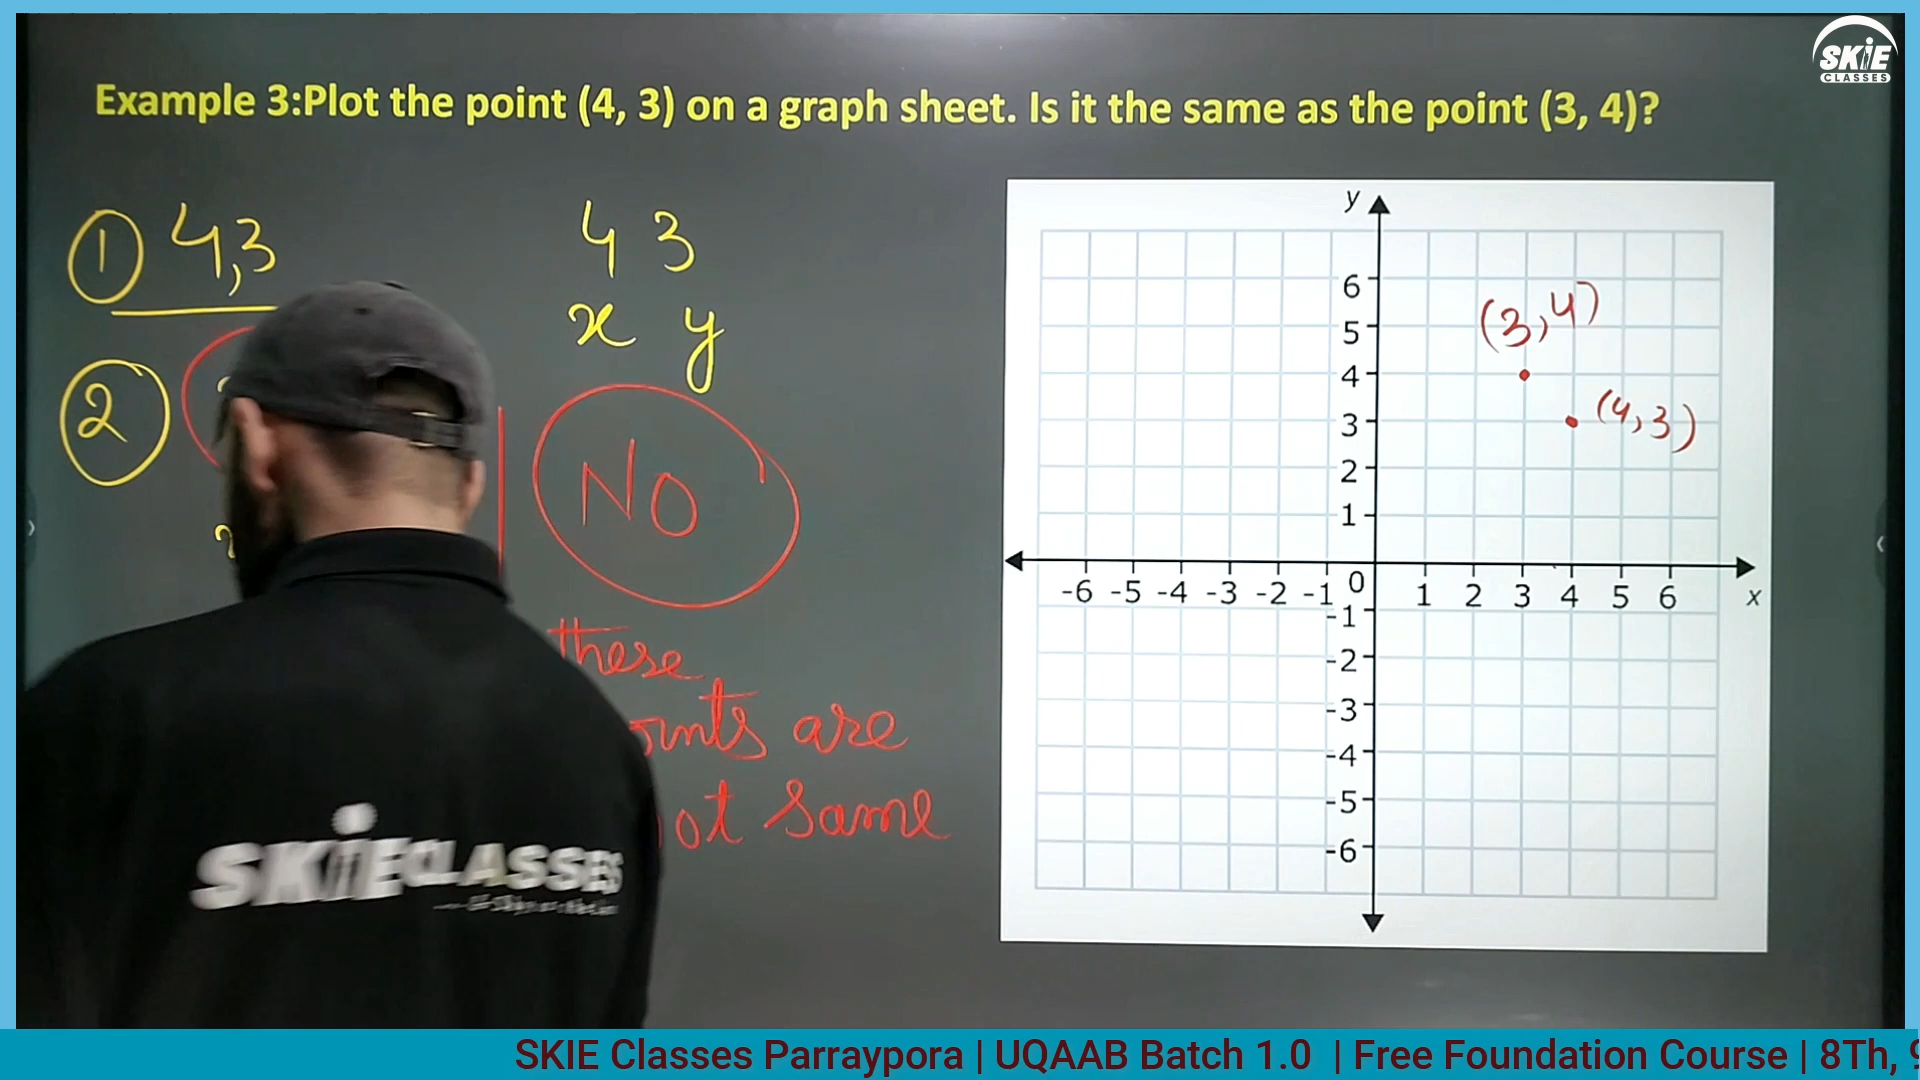 SKIE
CLASSES
Example 3:Plot the point (4, 3) on a graph sheet. Is it the same as the point (3, 4)?
1 4,3
4 3
x y
2
NO
these
are
same
y
6
5
4
3
2
1
(3,4)
(4,3)
-6 -5 -4 -3 -2 -1 0 1 2 3 4 5 6 x
-1
-2
-3
-4
-5
-6
SKIE CLASSES
SKIE Classes Parraypora | UQAAB Batch 1.0 | Free Foundation Course | 8Th,